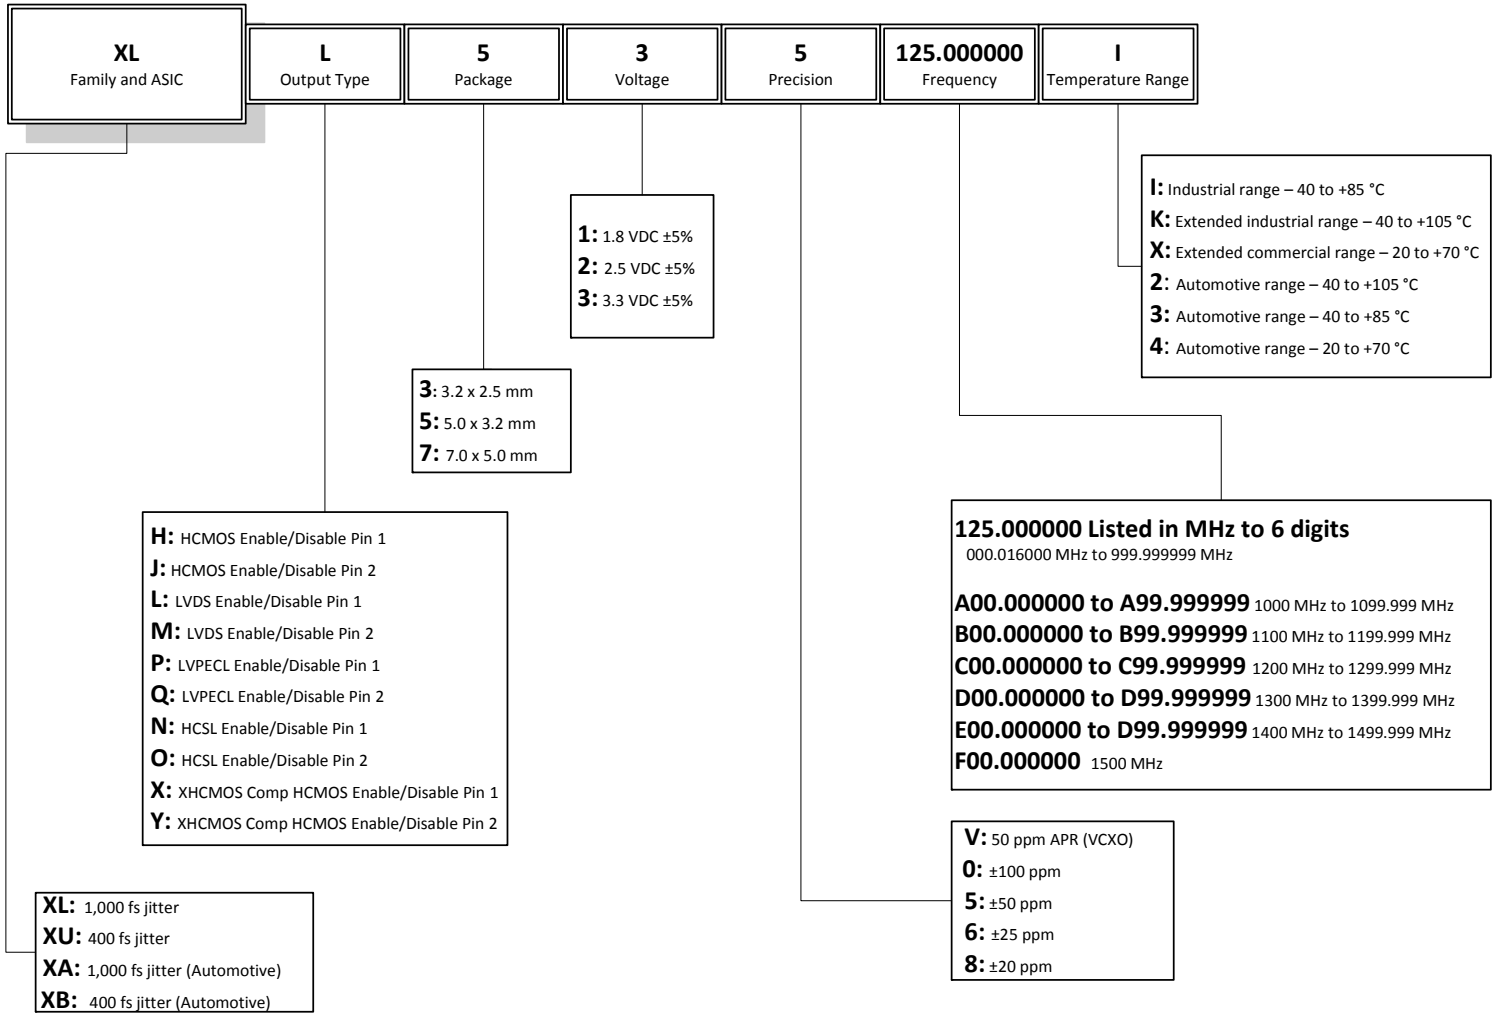 XL
Family and ASIC
L
Output Type
5
Package
3
Voltage
5
Precision
125.000000
Frequency
I
Temperature Range
I: Industrial range – 40 to +85 °C
K: Extended industrial range – 40 to +105 °C
X: Extended commercial range – 20 to +70 °C
2: Automotive range – 40 to +105 °C
3: Automotive range – 40 to +85 °C
4: Automotive range – 20 to +70 °C
1: 1.8 VDC ±5%
2: 2.5 VDC ±5%
3: 3.3 VDC ±5%
3: 3.2 x 2.5 mm
5: 5.0 x 3.2 mm
7: 7.0 x 5.0 mm
H: HCMOS Enable/Disable Pin 1
J: HCMOS Enable/Disable Pin 2
L: LVDS Enable/Disable Pin 1
M: LVDS Enable/Disable Pin 2
P: LVPECL Enable/Disable Pin 1
Q: LVPECL Enable/Disable Pin 2
N: HCSL Enable/Disable Pin 1
O: HCSL Enable/Disable Pin 2
X: XHCMOS Comp HCMOS Enable/Disable Pin 1
Y: XHCMOS Comp HCMOS Enable/Disable Pin 2
125.000000 Listed in MHz to 6 digits
000.016000 MHz to 999.999999 MHz
A00.000000 to A99.999999 1000 MHz to 1099.999 MHz
B00.000000 to B99.999999 1100 MHz to 1199.999 MHz
C00.000000 to C99.999999 1200 MHz to 1299.999 MHz
D00.000000 to D99.999999 1300 MHz to 1399.999 MHz
E00.000000 to D99.999999 1400 MHz to 1499.999 MHz
F00.000000 1500 MHz
V: 50 ppm APR (VCXO)
0: ±100 ppm
5: ±50 ppm
6: ±25 ppm
8: ±20 ppm
XL: 1,000 fs jitter
XU: 400 fs jitter
XA: 1,000 fs jitter (Automotive)
XB: 400 fs jitter (Automotive)